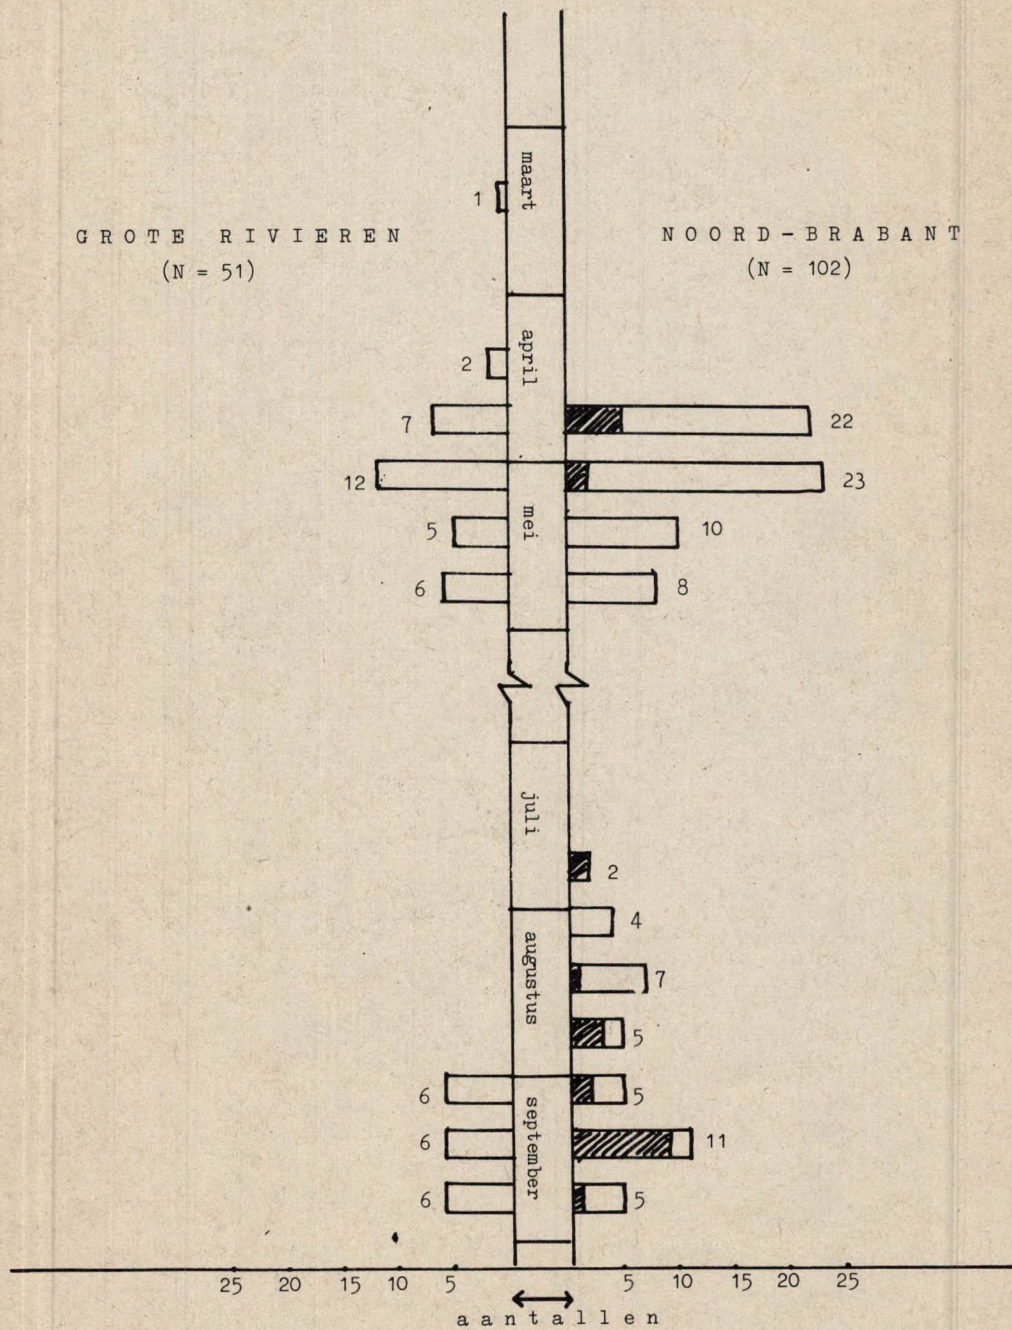 maart
1
GROTE RIVIEREN
NOORD-BRABANT
(N = 51)
(N = 102)
april
2
7
22
12
23
mei
5
10
6
8
juli
2
4
augustus
7
5
6
5
september
6
11
6
5
25 20 15 10 5 5 10 15 20 25
aantallen